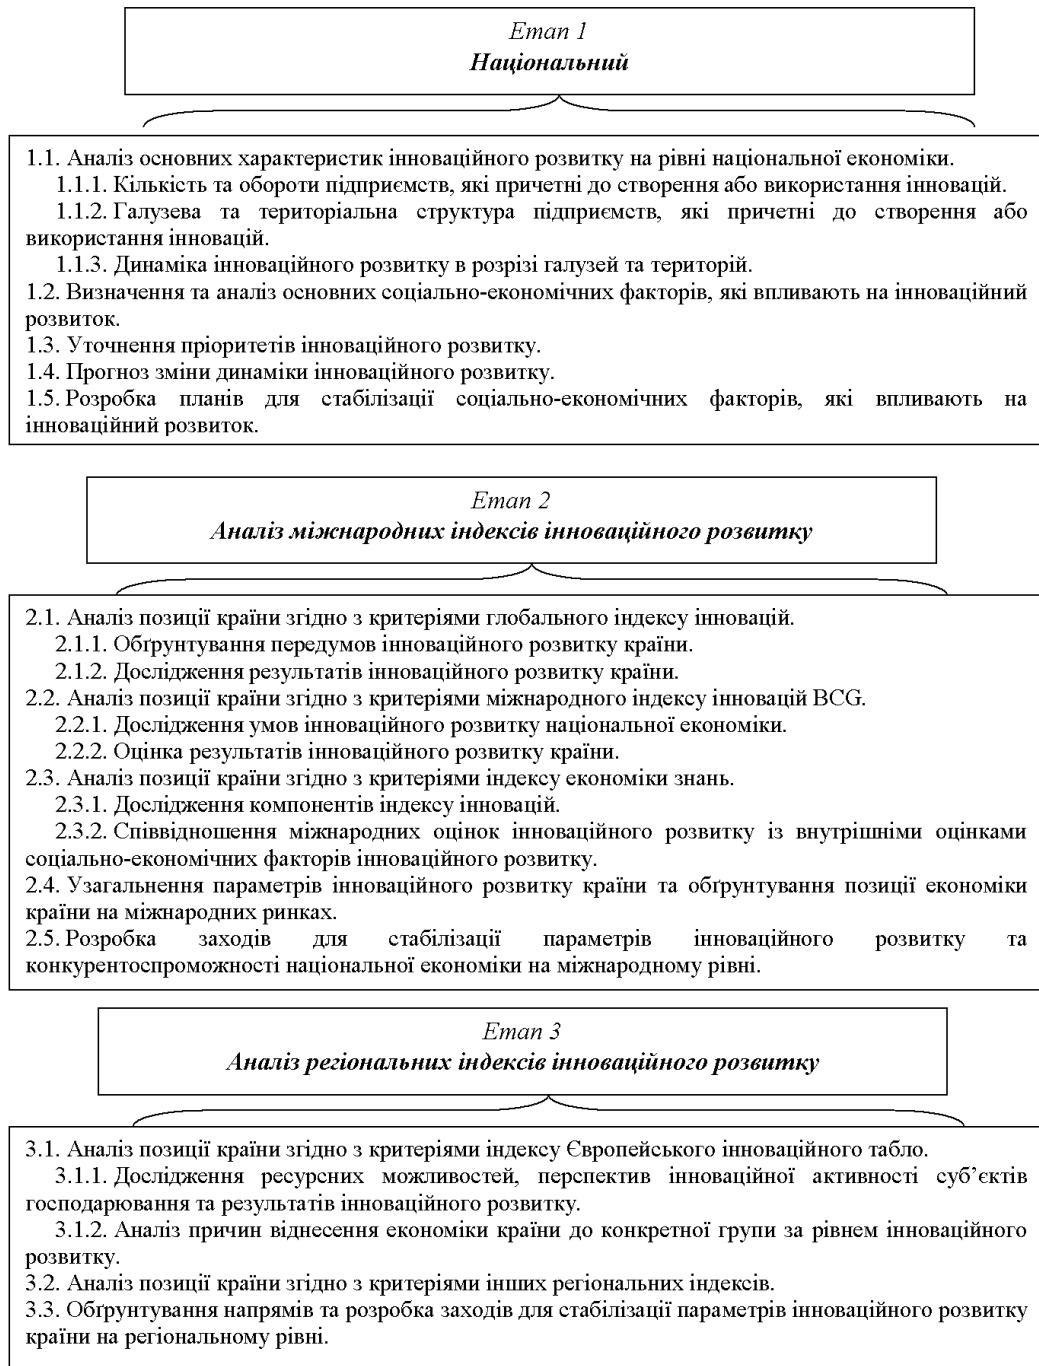 Етап 1
Національний
1.1. Аналіз основних характеристик інноваційного розвитку на рівні національної економіки.
1.1.1. Кількість та обороти підприємств, які причетні до створення або використання інновацій.
1.1.2. Галузева та територіальна структура підприємств, які причетні до створення або
використання інновацій.
1.1.3. Динаміка інноваційного розвитку в розрізі галузей та територій.
1.2. Визначення та аналіз основних соціально-економічних факторів, які впливають на інноваційний
розвиток.
1.3. Уточнення пріоритетів інноваційного розвитку.
1.4. Прогноз зміни динаміки інноваційного розвитку.
1.5. Розробка планів для стабілізації соціально-економічних факторів, які впливають на
інноваційний розвиток.
Етап 2
Аналіз міжнародних індексів інноваційного розвитку
2.1. Аналіз позиції країни згідно з критеріями глобального індексу інновацій.
2.1.1. Обґрунтування передумов інноваційного розвитку країни.
2.1.2. Дослідження результатів інноваційного розвитку країни.
2.2. Аналіз позиції країни згідно з критеріями міжнародного індексу інновацій BCG.
2.2.1. Дослідження умов інноваційного розвитку національної економіки.
2.2.2. Оцінка результатів інноваційного розвитку країни.
2.3. Аналіз позиції країни згідно з критеріями індексу економіки знань.
2.3.1. Дослідження компонентів індексу інновацій.
2.3.2. Співвідношення міжнародних оцінок інноваційного розвитку із внутрішніми оцінками
соціально-економічних факторів інноваційного розвитку.
2.4. Узагальнення параметрів інноваційного розвитку країни та обґрунтування позиції економіки
країни на міжнародних ринках.
2.5. Розробка заходів для стабілізації параметрів інноваційного розвитку та
конкурентоспроможності національної економіки на міжнародному рівні.
Етап 3
Аналіз регіональних індексів інноваційного розвитку
3.1. Аналіз позиції країни згідно з критеріями індексу Європейського інноваційного табло.
3.1.1. Дослідження ресурсних можливостей, перспектив інноваційної активності суб’єктів
господарювання та результатів інноваційного розвитку.
3.1.2. Аналіз причин віднесення економіки країни до конкретної групи за рівнем інноваційного
розвитку.
3.2. Аналіз позиції країни згідно з критеріями інших регіональних індексів.
3.3. Обґрунтування напрямів та розробка заходів для стабілізації параметрів інноваційного розвитку
країни на регіональному рівні.